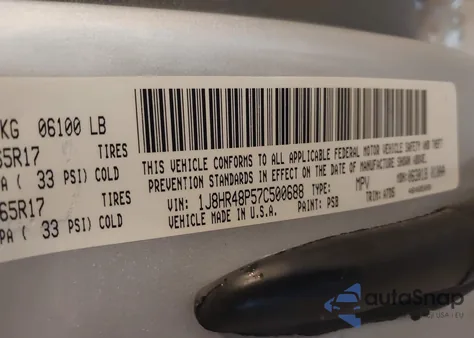 KG 06100 LB
65R17 TIRES
PA ( 33 PSI) COLD
65R17 TIRES
PA ( 33 PSI) COLD
THIS VEHICLE CONFORMS TO ALL APPLICABLE FEDERAL MOTOR VEHICLE SAFETY AND THEFT
PREVENTION STANDARDS IN EFFECT ON THE DATE OF MANUFACTURE SHOWN ABOVE.
VIN: 1J8HR48P57C500688 TYPE: MPV
VEHICLE MADE IN U.S.A. PAINT: PSB TRIM:
autoSnap